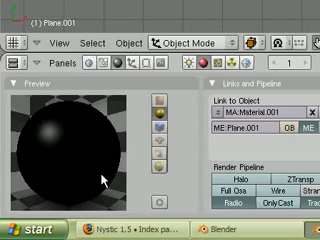 (1) Plane.001
View Select Object Object Mode
Panels 1
Preview
Links and Pipeline
Link to Object
MA:Material.001
ME:Plane.001 OB ME
Render Pipeline
Halo ZTransp
Full Osa Wire Stran
Radio OnlyCast Trac
start Nystic 1.5 • Index pa... Blender